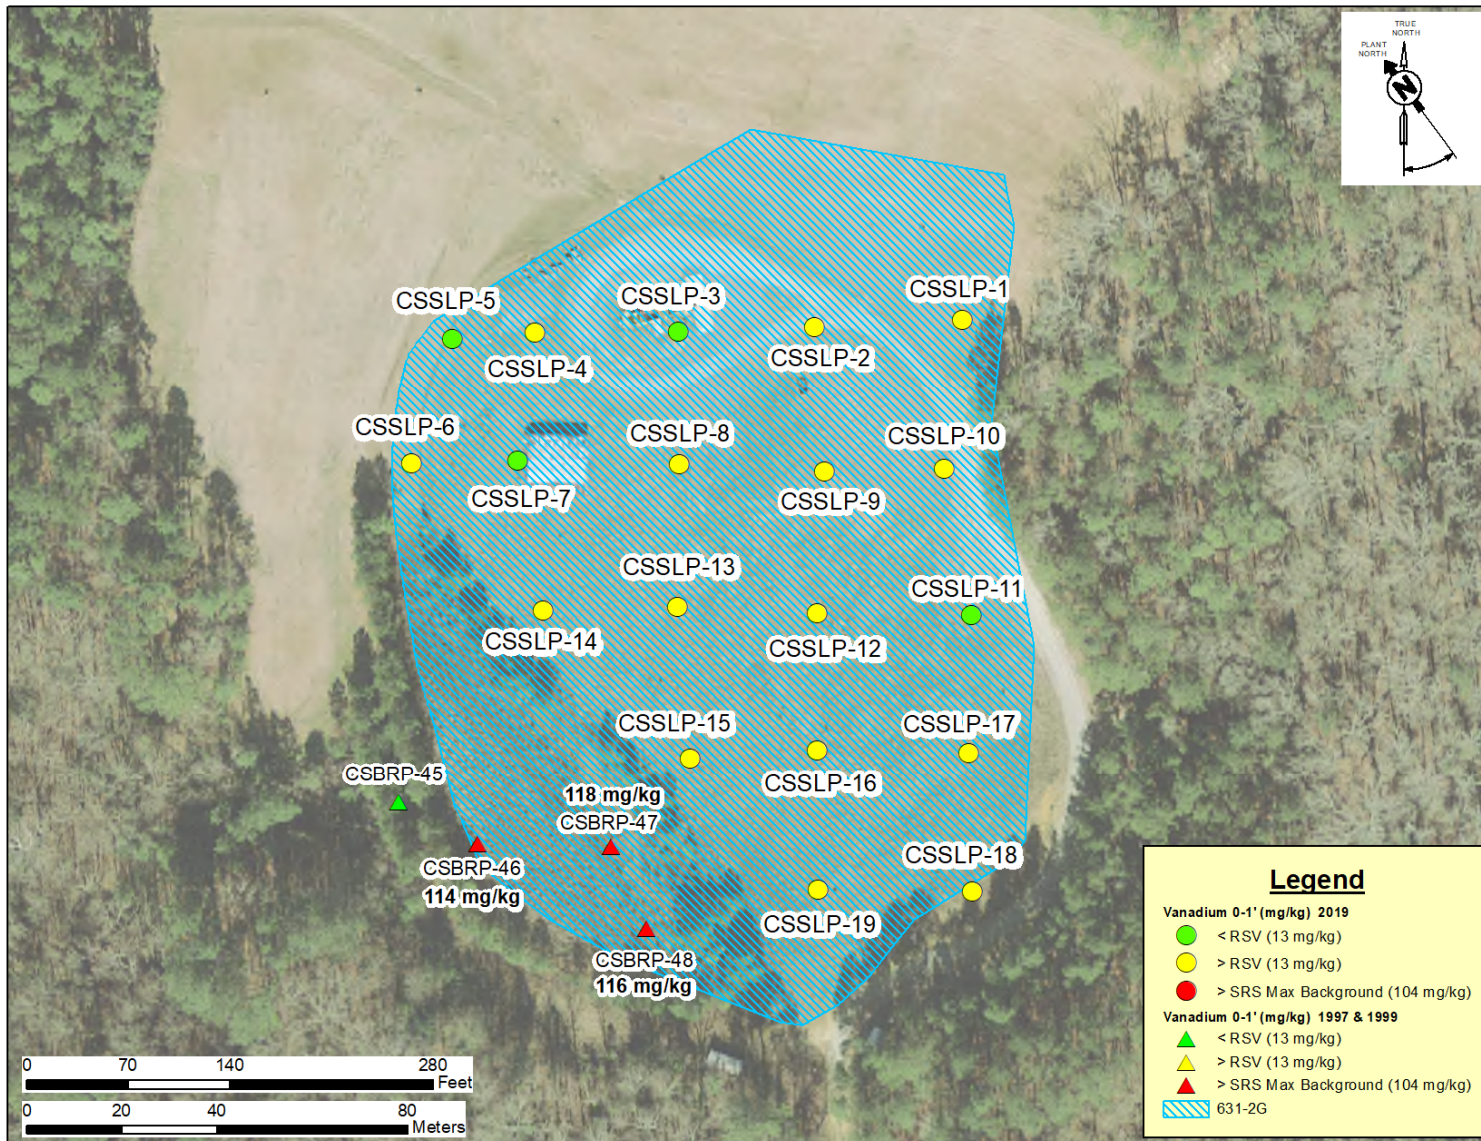 TRUE
NORTH
PLANT
NORTH
N
CSSLP-1
CSSLP-3
CSSLP-5
CSSLP-2
CSSLP-4
CSSLP-6
CSSLP-8
CSSLP-10
CSSLP-7
CSSLP-9
CSSLP-13
CSSLP-11
CSSLP-14
CSSLP-12
CSSLP-15
CSSLP-17
CSSLP-16
CSBRP-45
118 mg/kg
CSBRP-47
CSSLP-18
CSBRP-46
114 mg/kg
CSSLP-19
CSBRP-48
116 mg/kg
Legend
Vanadium 0-1' (mg/kg) 2019
< RSV (13 mg/kg)
> RSV (13 mg/kg)
> SRS Max Background (104 mg/kg)
Vanadium 0-1' (mg/kg) 1997 & 1999
< RSV (13 mg/kg)
> RSV (13 mg/kg)
> SRS Max Background (104 mg/kg)
631-2G
0 70 140 280
Feet
0 20 40 80
Meters